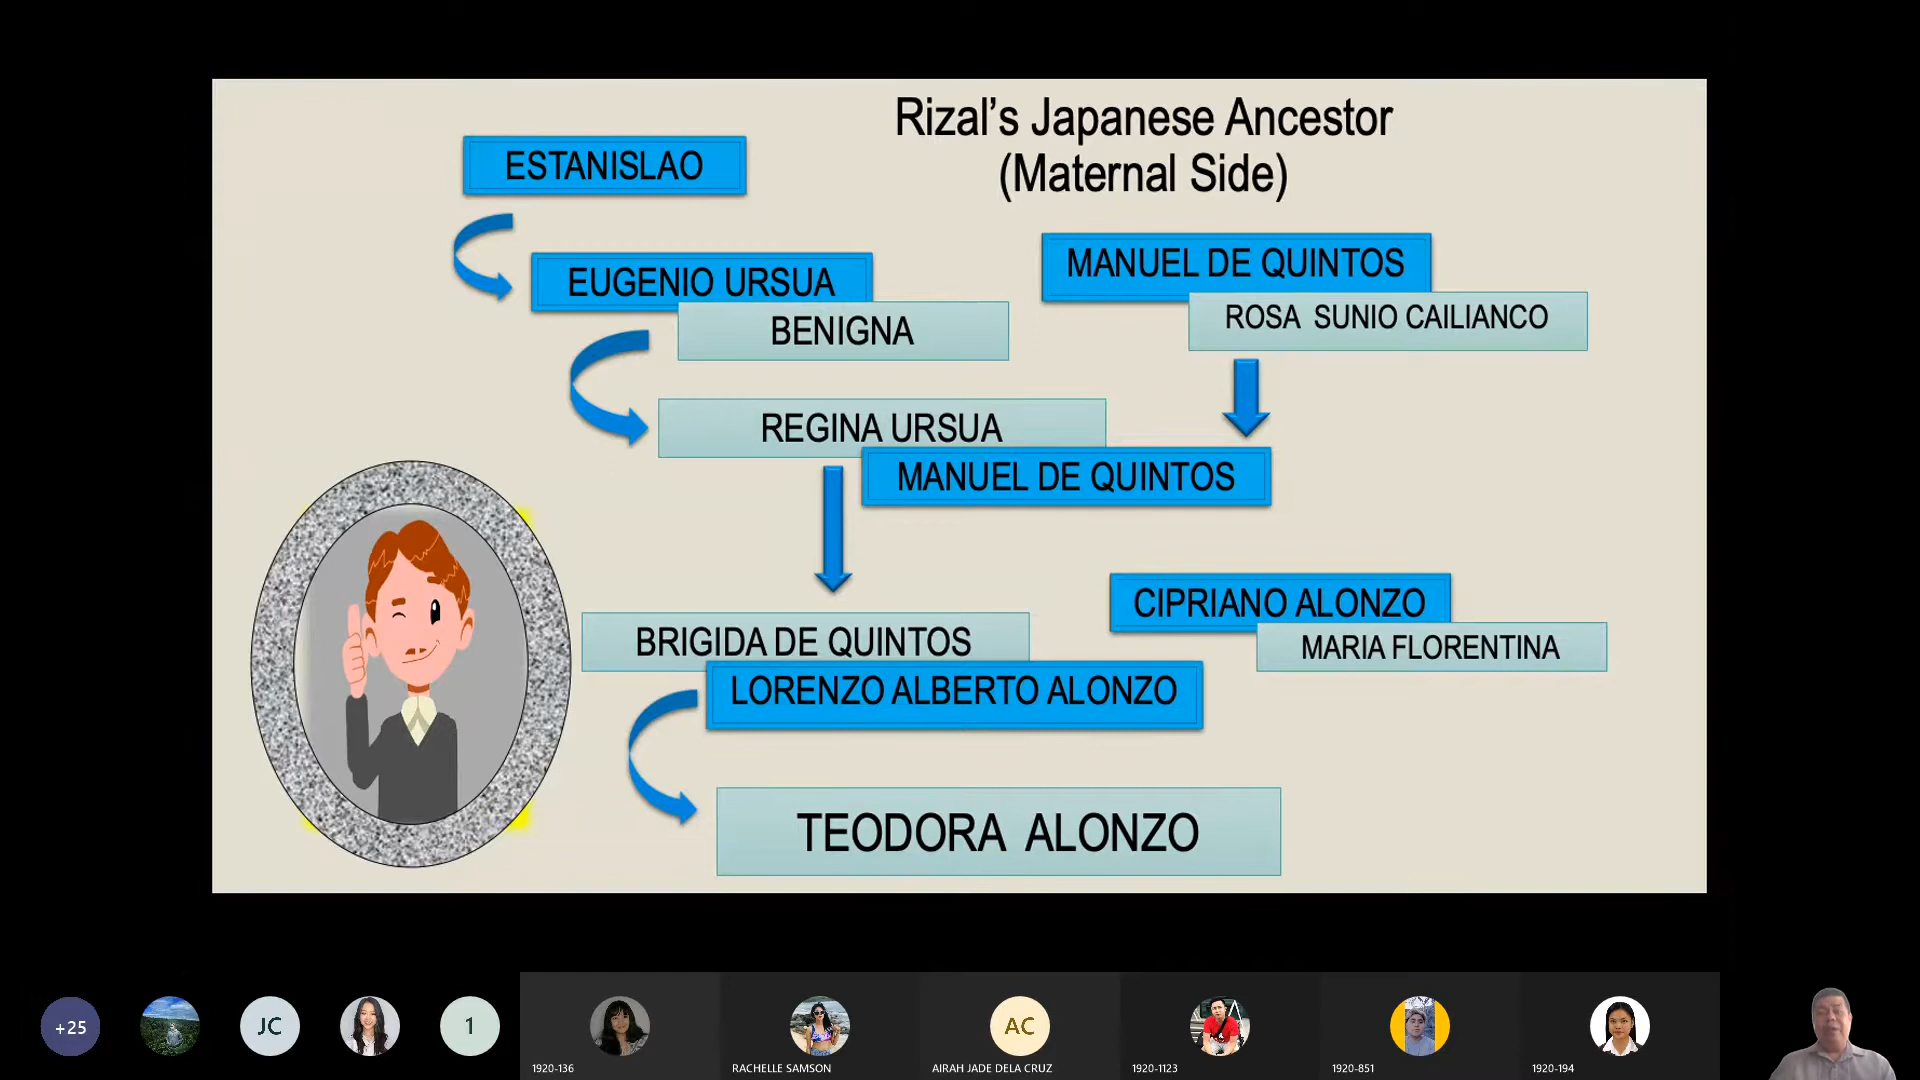 Rizal's Japanese Ancestor
(Maternal Side)
ESTANISLAO
EUGENIO URSUA
BENIGNA
MANUEL DE QUINTOS
ROSA SUNIO CAILIANCO
REGINA URSUA
MANUEL DE QUINTOS
BRIGIDA DE QUINTOS
LORENZO ALBERTO ALONZO
CIPRIANO ALONZO
MARIA FLORENTINA
TEODORA ALONZO
+25
JC
1
AC
1920-136
RACHELLE SAMSON
AIRAH JADE DELA CRUZ
1920-1123
1920-851
1920-194